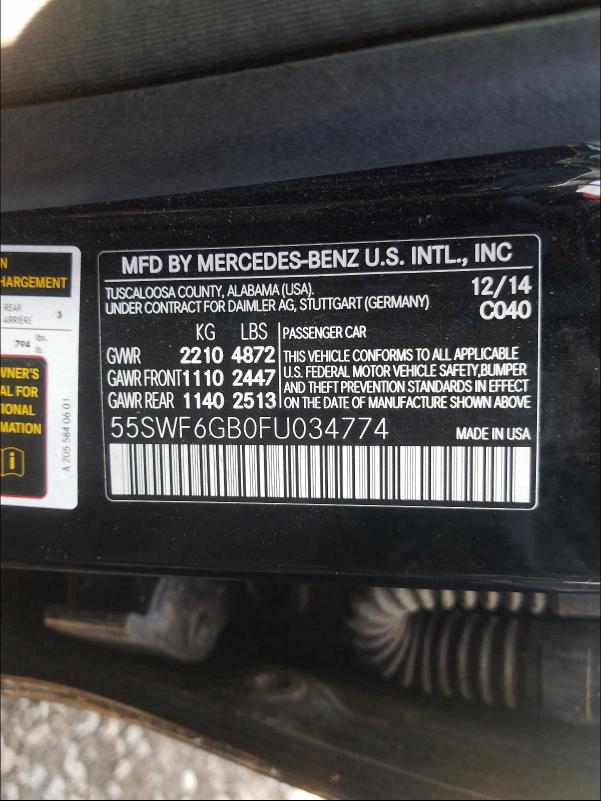 N
HARGEMENT
REAR
ARRIERE 3
794 lbs.
lb.
WNER'S
AL FOR
TIONAL
MATION
A 205 584 06 01
MFD BY MERCEDES-BENZ U.S. INTL., INC
TUSCALOOSA COUNTY, ALABAMA (USA). 12/14
UNDER CONTRACT FOR DAIMLER AG, STUTTGART (GERMANY) C040
KG LBS PASSENGER CAR
GVWR 2210 4872 THIS VEHICLE CONFORMS TO ALL APPLICABLE
U.S. FEDERAL MOTOR VEHICLE SAFETY,BUMPER
GAWR FRONT 1110 2447 AND THEFT PREVENTION STANDARDS IN EFFECT
GAWR REAR 1140 2513 ON THE DATE OF MANUFACTURE SHOWN ABOVE
55SWF6GB0FU034774 MADE IN USA